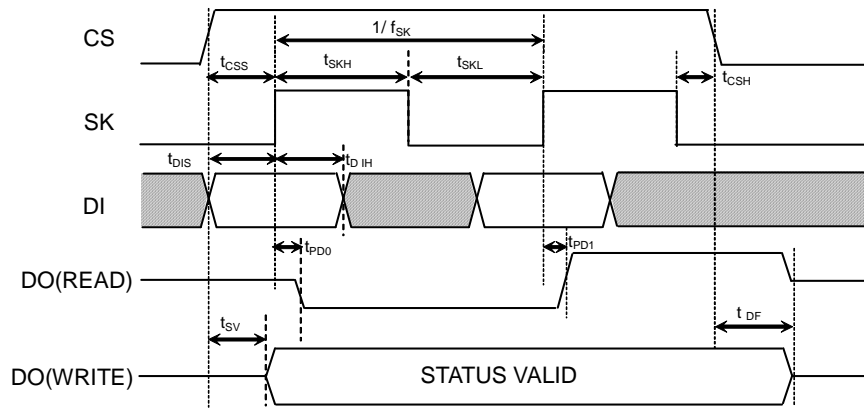 CS
1/ fSK
tCSS
tSKH
tSKL
tCSH
SK
tDIS
tD IH
DI
tPD0
tPD1
DO(READ)
tSV
t DF
DO(WRITE)
STATUS VALID